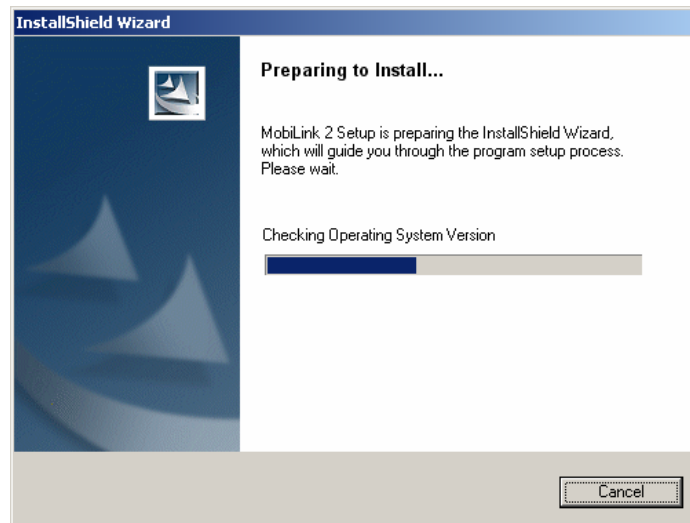 InstallShield Wizard
Preparing to Install...
MobiLink 2 Setup is preparing the InstallShield Wizard,
which will guide you through the program setup process.
Please wait.
Checking Operating System Version
Cancel